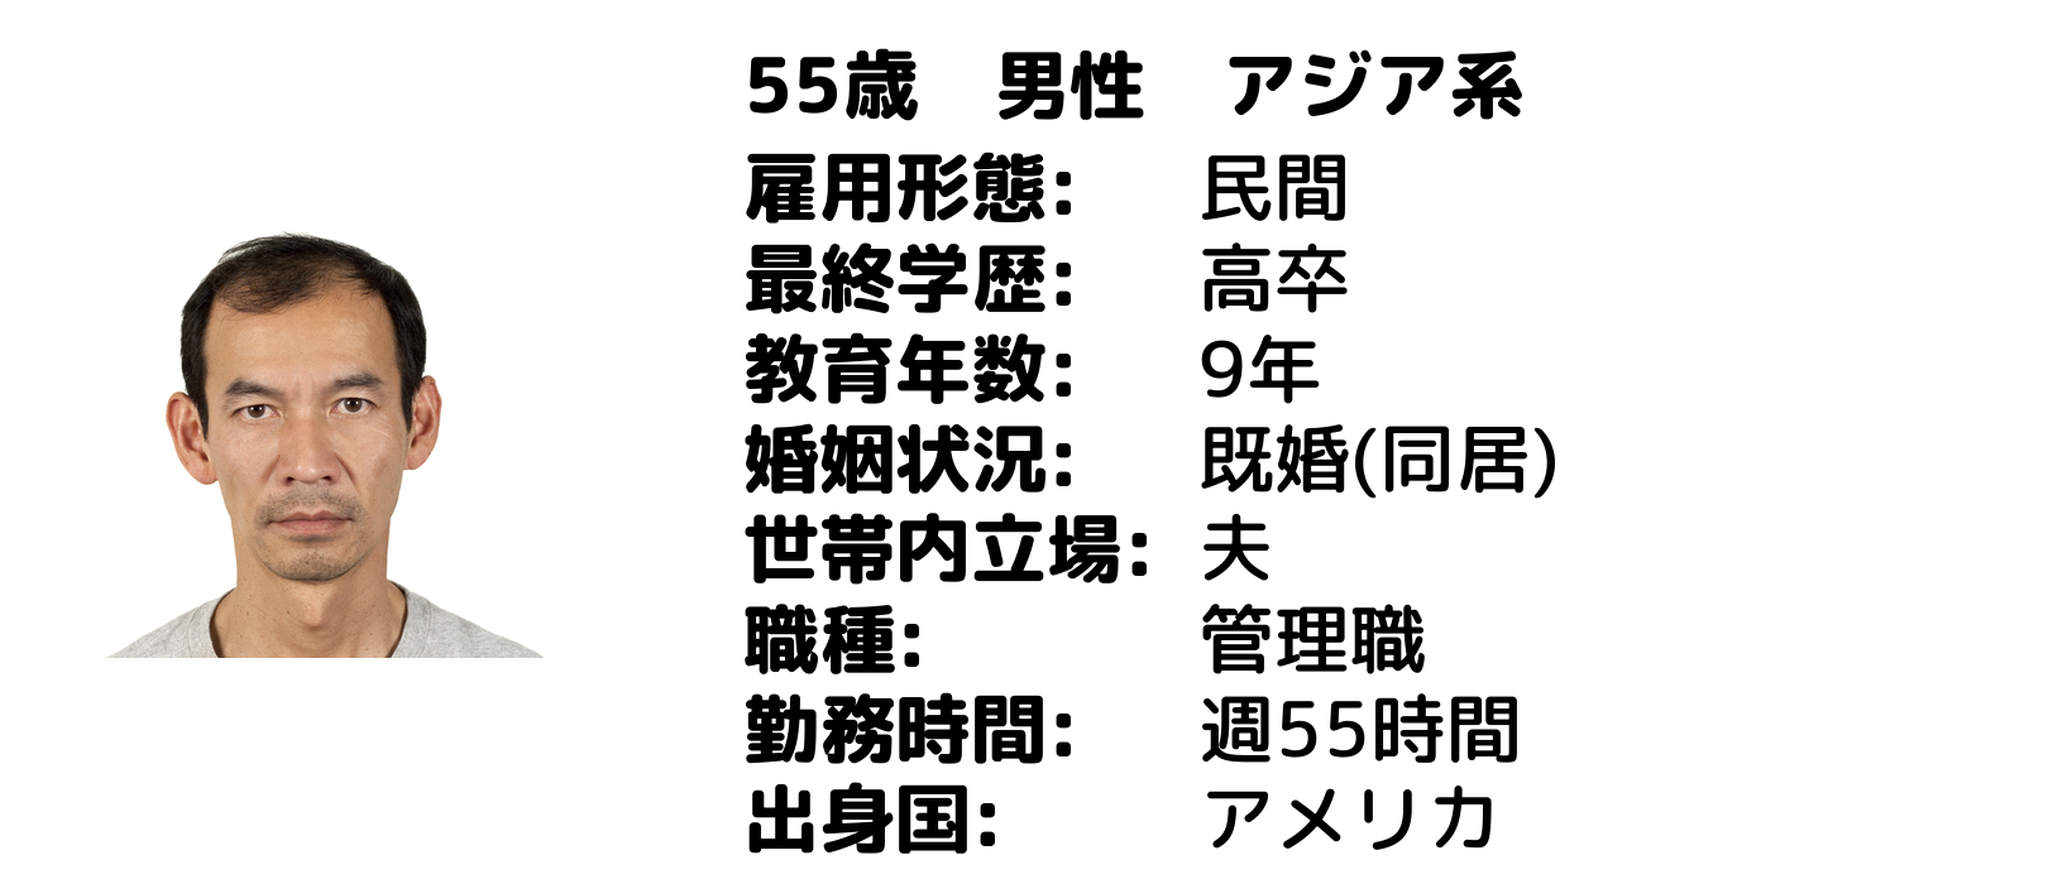 55歳　男性　アジア系
雇用形態:　民間
最終学歴:　高卒
教育年数:　9年
婚姻状況:　既婚(同居)
世帯内立場:　夫
職種:　管理職
勤務時間:　週55時間
出身国:　アメリカ